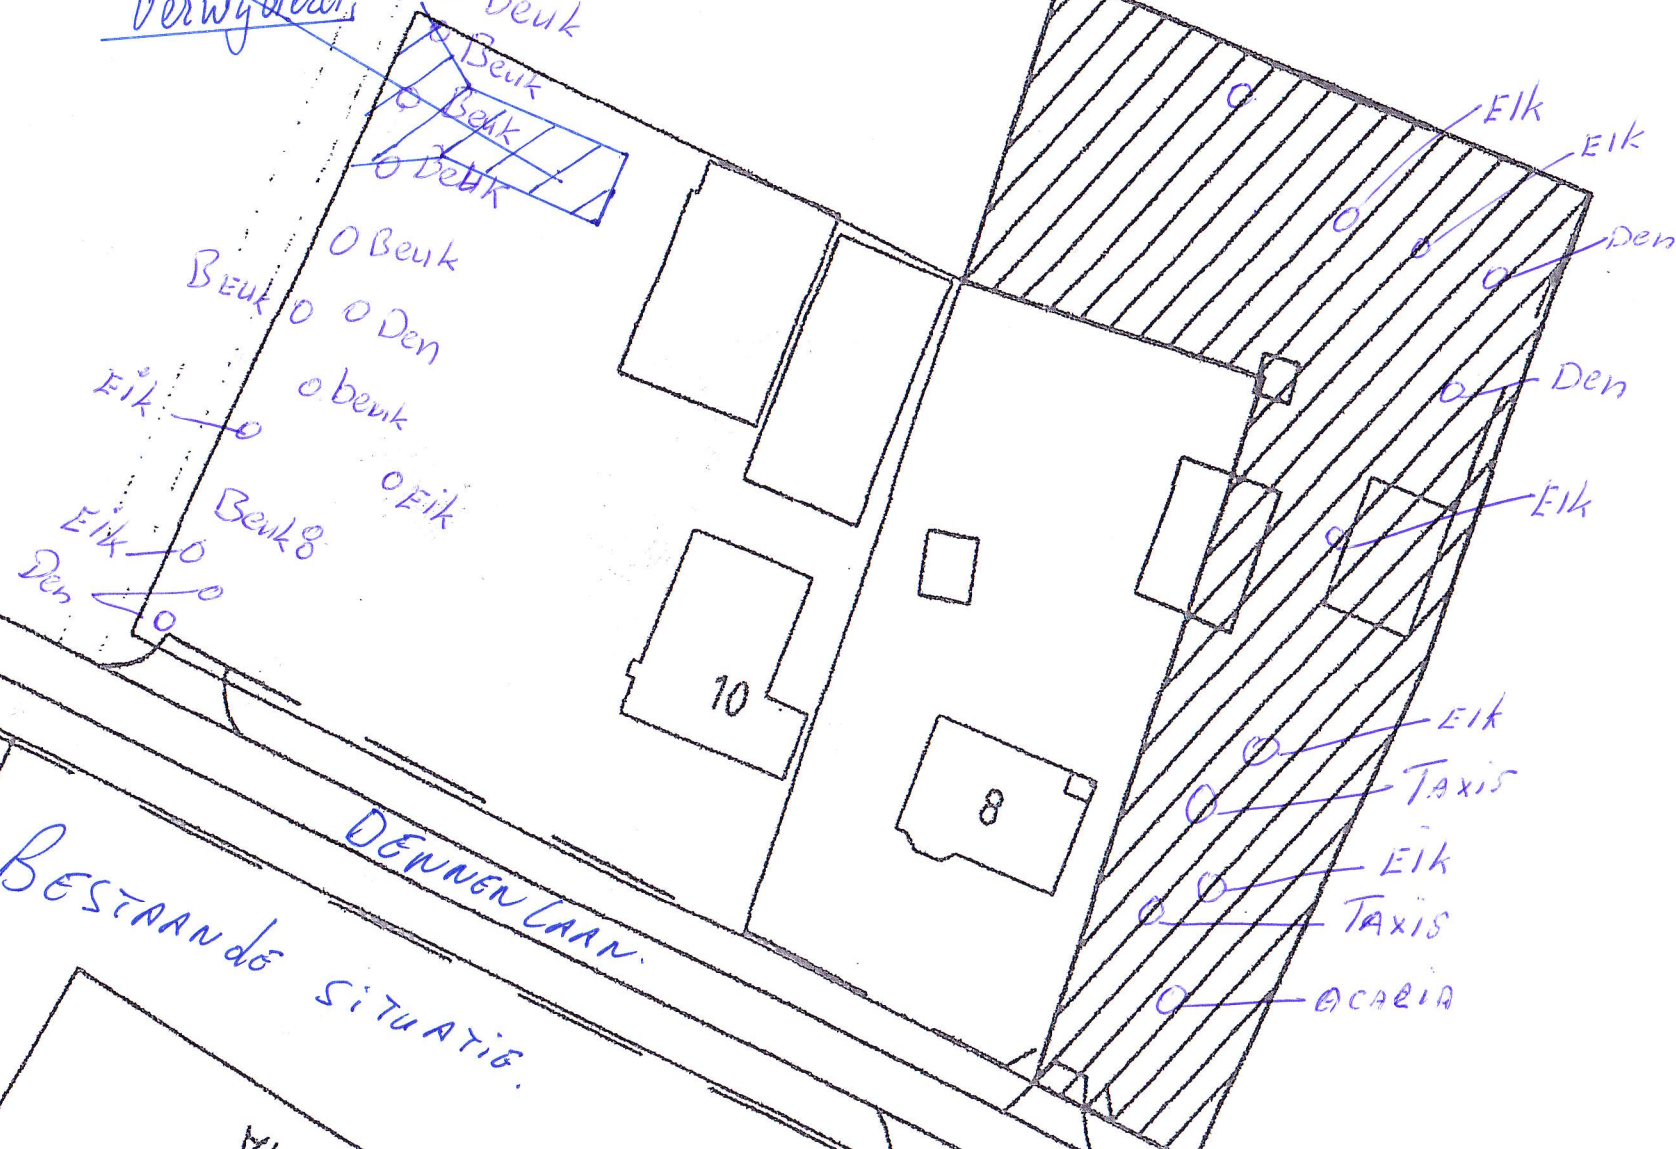 Verwijderen
Beuk
Beuk
Beuk
Beuk
Beuk
Beuk
Den
Eik
beuk
Eik
Beuk
Eik
Den
EIk
EIk
Den
Den
EIk
EIk
TAXiS
EIk
TAXiS
ACACIA
10
8
DENNENLAAN.
BESTAANdE
SiTUATiE.